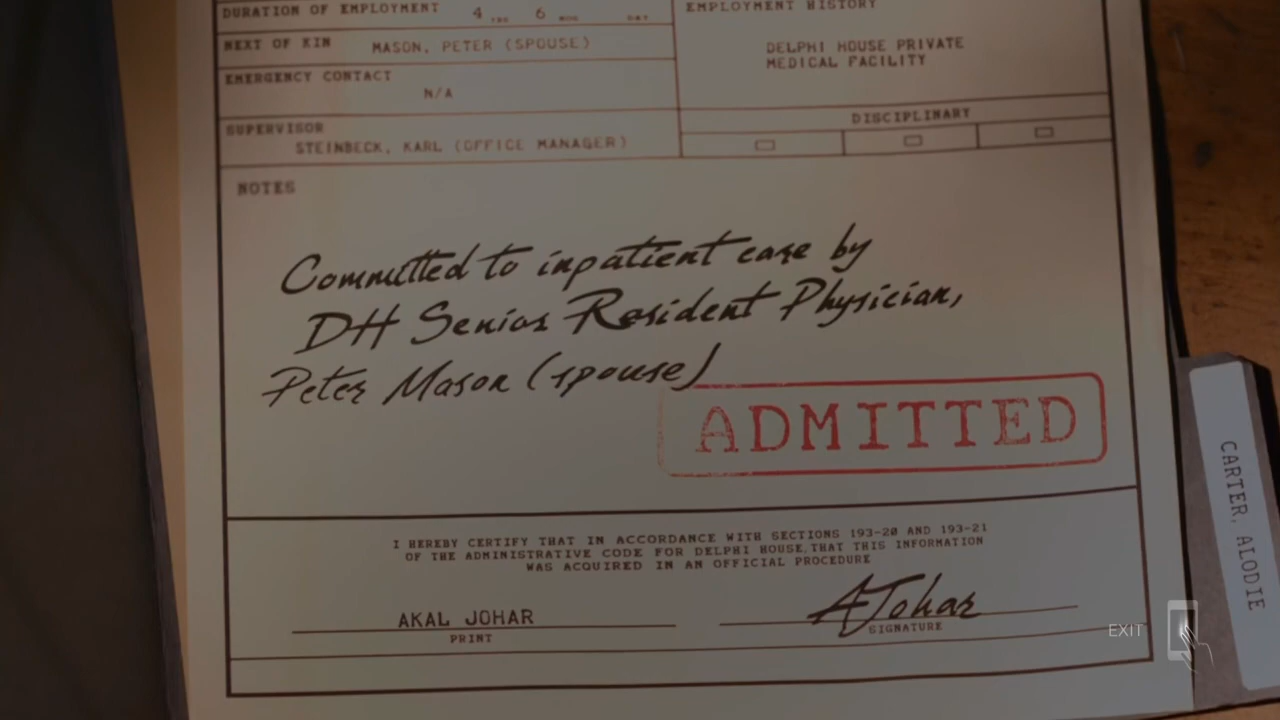 DURATION OF EMPLOYMENT 4 YRS 6 MOS DAY
EMPLOYMENT HISTORY
NEXT OF KIN MASON, PETER (SPOUSE)
DELPHI HOUSE PRIVATE
MEDICAL FACILITY
EMERGENCY CONTACT
N/A
DISCIPLINARY
SUPERVISOR
STEINBECK, KARL (OFFICE MANAGER)
NOTES
Committed to inpatient care by
DH Senior Resident Physician,
Peter Mason (spouse)
ADMITTED
I HEREBY CERTIFY THAT IN ACCORDANCE WITH SECTIONS 193-20 AND 193-21
OF THE ADMINISTRATIVE CODE FOR DELPHI HOUSE, THAT THIS INFORMATION
WAS ACQUIRED IN AN OFFICIAL PROCEDURE
AKAL JOHAR
PRINT
AJohar
SIGNATURE
CARTER, ALODIE
EXIT